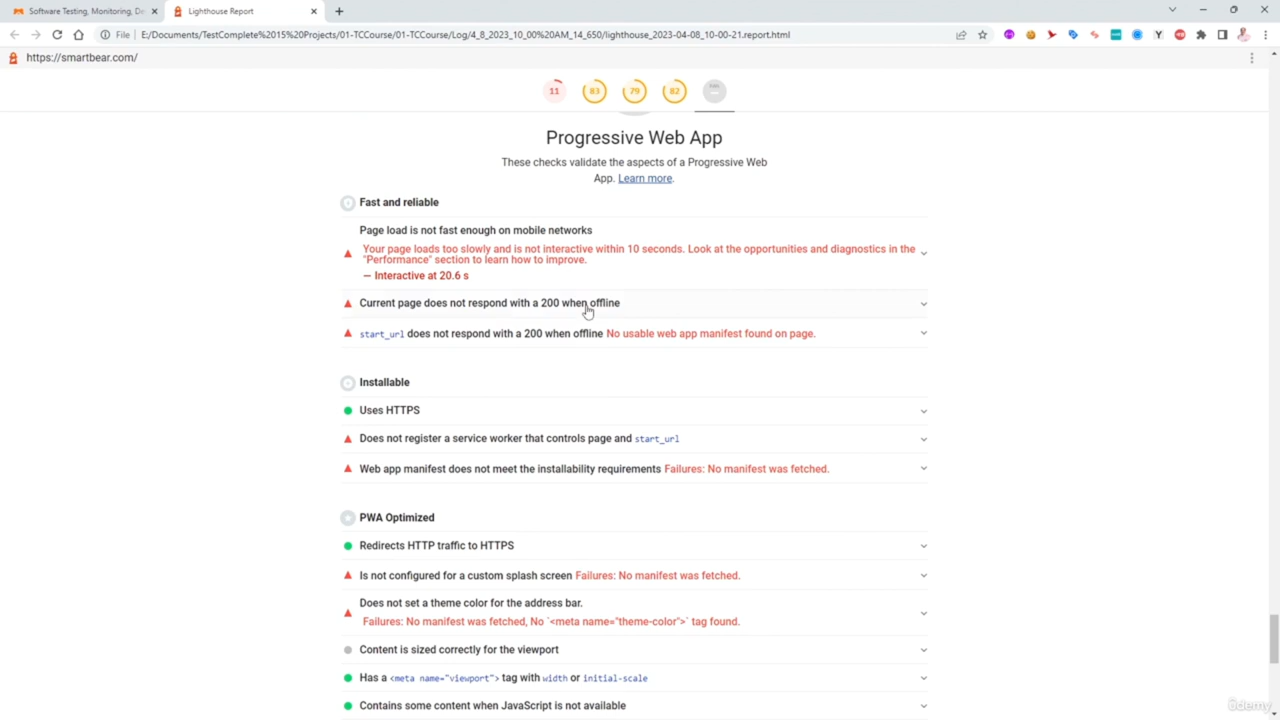 Software Testing, Monitoring, De
Lighthouse Report
File
E:/Documents/TestComplete%2015%20Projects/01-TCCourse/01-TCCourse/Log/4_8_2023_10_00%20AM_14_650/lighthouse_2023-04-08_10-00-21.report.html
https://smartbear.com/
11
83
79
82
Progressive Web App
These checks validate the aspects of a Progressive Web
App. Learn more.
Fast and reliable
Page load is not fast enough on mobile networks
Your page loads too slowly and is not interactive within 10 seconds. Look at the opportunities and diagnostics in the
"Performance" section to learn how to improve.
— Interactive at 20.6 s
Current page does not respond with a 200 when offline
start_url does not respond with a 200 when offline No usable web app manifest found on page.
Installable
Uses HTTPS
Does not register a service worker that controls page and start_url
Web app manifest does not meet the installability requirements Failures: No manifest was fetched.
PWA Optimized
Redirects HTTP traffic to HTTPS
Is not configured for a custom splash screen Failures: No manifest was fetched.
Does not set a theme color for the address bar.
Failures: No manifest was fetched, No `<meta name="theme-color">` tag found.
Content is sized correctly for the viewport
Has a <meta name="viewport"> tag with width or initial-scale
Contains some content when JavaScript is not available
ûdemy